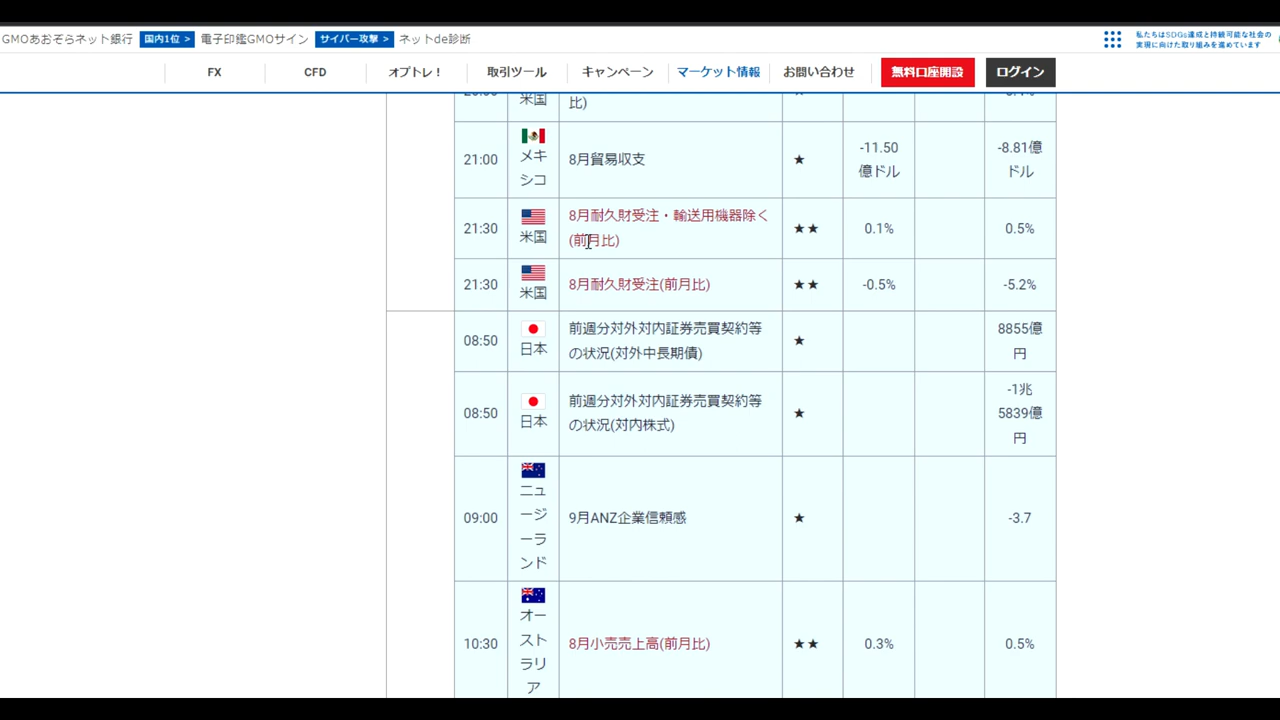 GMOあおぞらネット銀行 国内1位 > 電子印鑑GMOサイン サイバー攻撃 > ネットde診断
私たちはSDGs達成と持続可能な社会の
実現に向けた取り組みを進めています
FX CFD オプトレ! 取引ツール キャンペーン マーケット情報 お問い合わせ 無料口座開設 ログイン
米国 比) ★
21:00 メキ
シコ 8月貿易収支 ★ -11.50
億ドル -8.81億
ドル
21:30 米国 8月耐久財受注・輸送用機器除く
(前月比) ★★ 0.1% 0.5%
21:30 米国 8月耐久財受注(前月比) ★★ -0.5% -5.2%
08:50 日本 前週分対外対内証券売買契約等
の状況(対外中長期債) ★ 8855億
円
08:50 日本 前週分対外対内証券売買契約等
の状況(対内株式) ★ -1兆
5839億
円
09:00 ニュ
ージ
ーラ
ンド 9月ANZ企業信頼感 ★ -3.7
10:30 オー
スト
ラリ
ア 8月小売売上高(前月比) ★★ 0.3% 0.5%